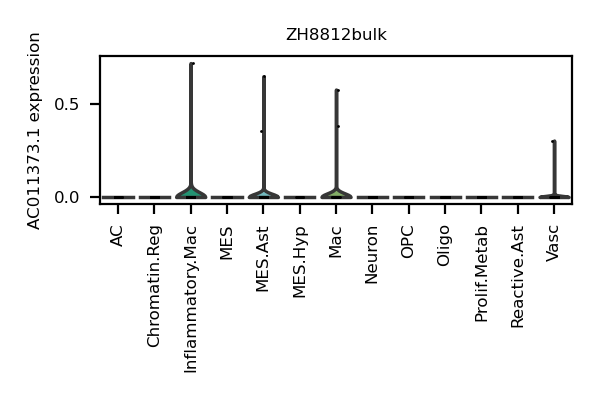 ZH8812bulk
AC011373.1 expression
0.5
0.0
AC
Chromatin.Reg
Inflammatory.Mac
MES
MES.Ast
MES.Hyp
Mac
Neuron
OPC
Oligo
Prolif.Metab
Reactive.Ast
Vasc